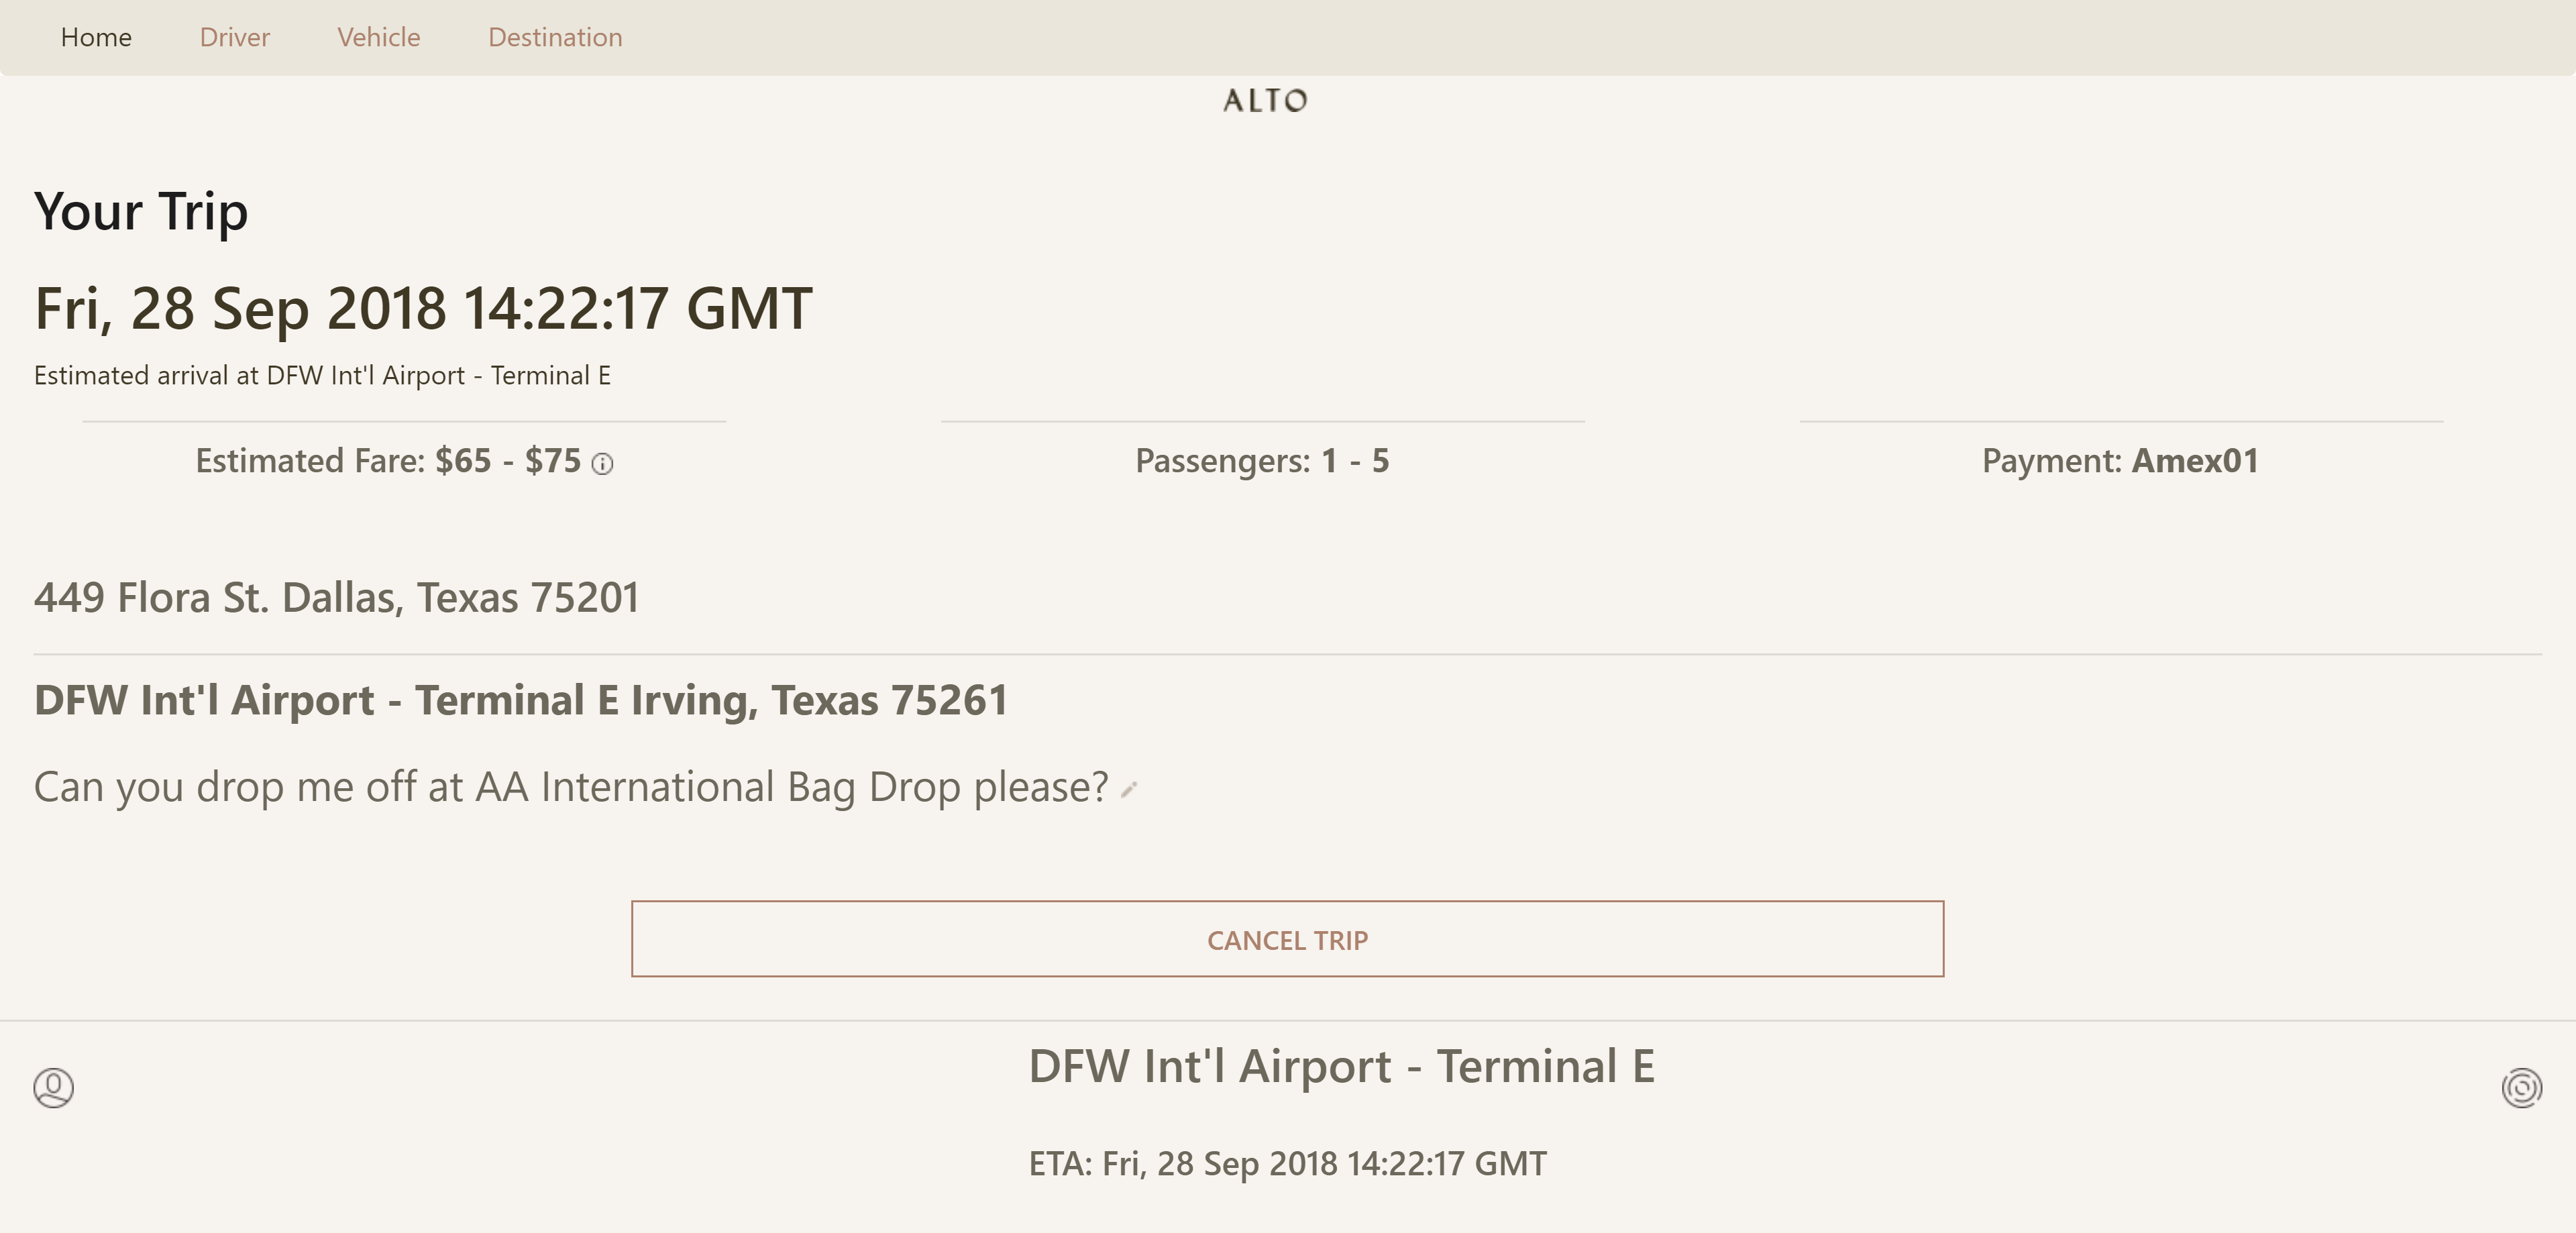 Home Driver Vehicle Destination
ALTO
Your Trip
Fri, 28 Sep 2018 14:22:17 GMT
Estimated arrival at DFW Int'l Airport - Terminal E
Estimated Fare: $65 - $75
Passengers: 1 - 5
Payment: Amex01
449 Flora St. Dallas, Texas 75201
DFW Int'l Airport - Terminal E Irving, Texas 75261
Can you drop me off at AA International Bag Drop please?
CANCEL TRIP
DFW Int'l Airport - Terminal E
ETA: Fri, 28 Sep 2018 14:22:17 GMT